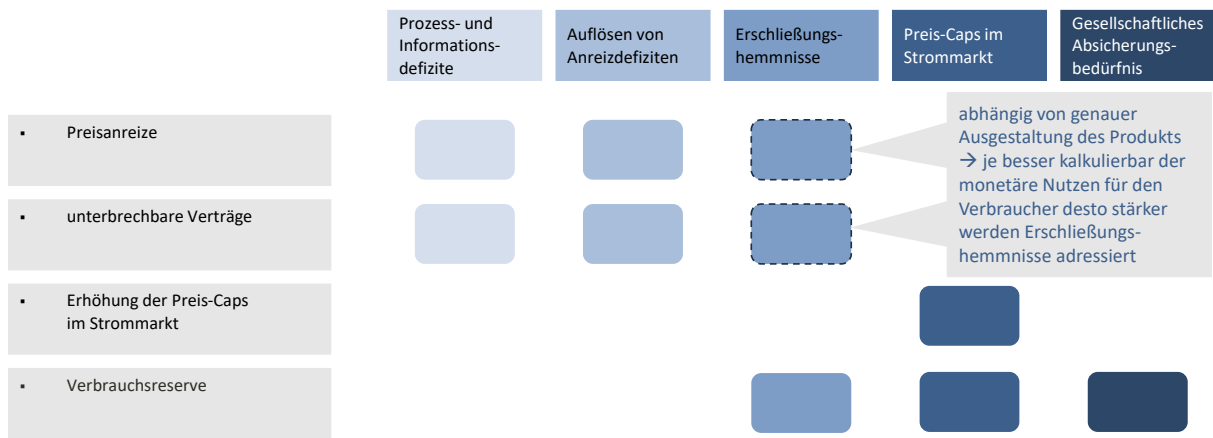 Prozess- und
Informations-
defizite
Auflösen von
Anreizdefiziten
Erschließungs-
hemmnisse
Preis-Caps im
Strommarkt
Gesellschaftliches
Absicherungs-
bedürfnis
▪ Preisanreize
abhängig von genauer
Ausgestaltung des Produkts
→ je besser kalkulierbar der
monetäre Nutzen für den
Verbraucher desto stärker
werden Erschließungs-
hemmnisse adressiert
▪ unterbrechbare Verträge
▪ Erhöhung der Preis-Caps
im Strommarkt
▪ Verbrauchsreserve